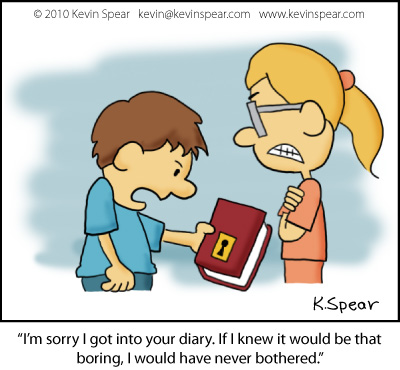 © 2010 Kevin Spear kevin@kevinspear.com www.kevinspear.com
K.Spear
“I’m sorry I got into your diary. If I knew it would be that
boring, I would have never bothered.”